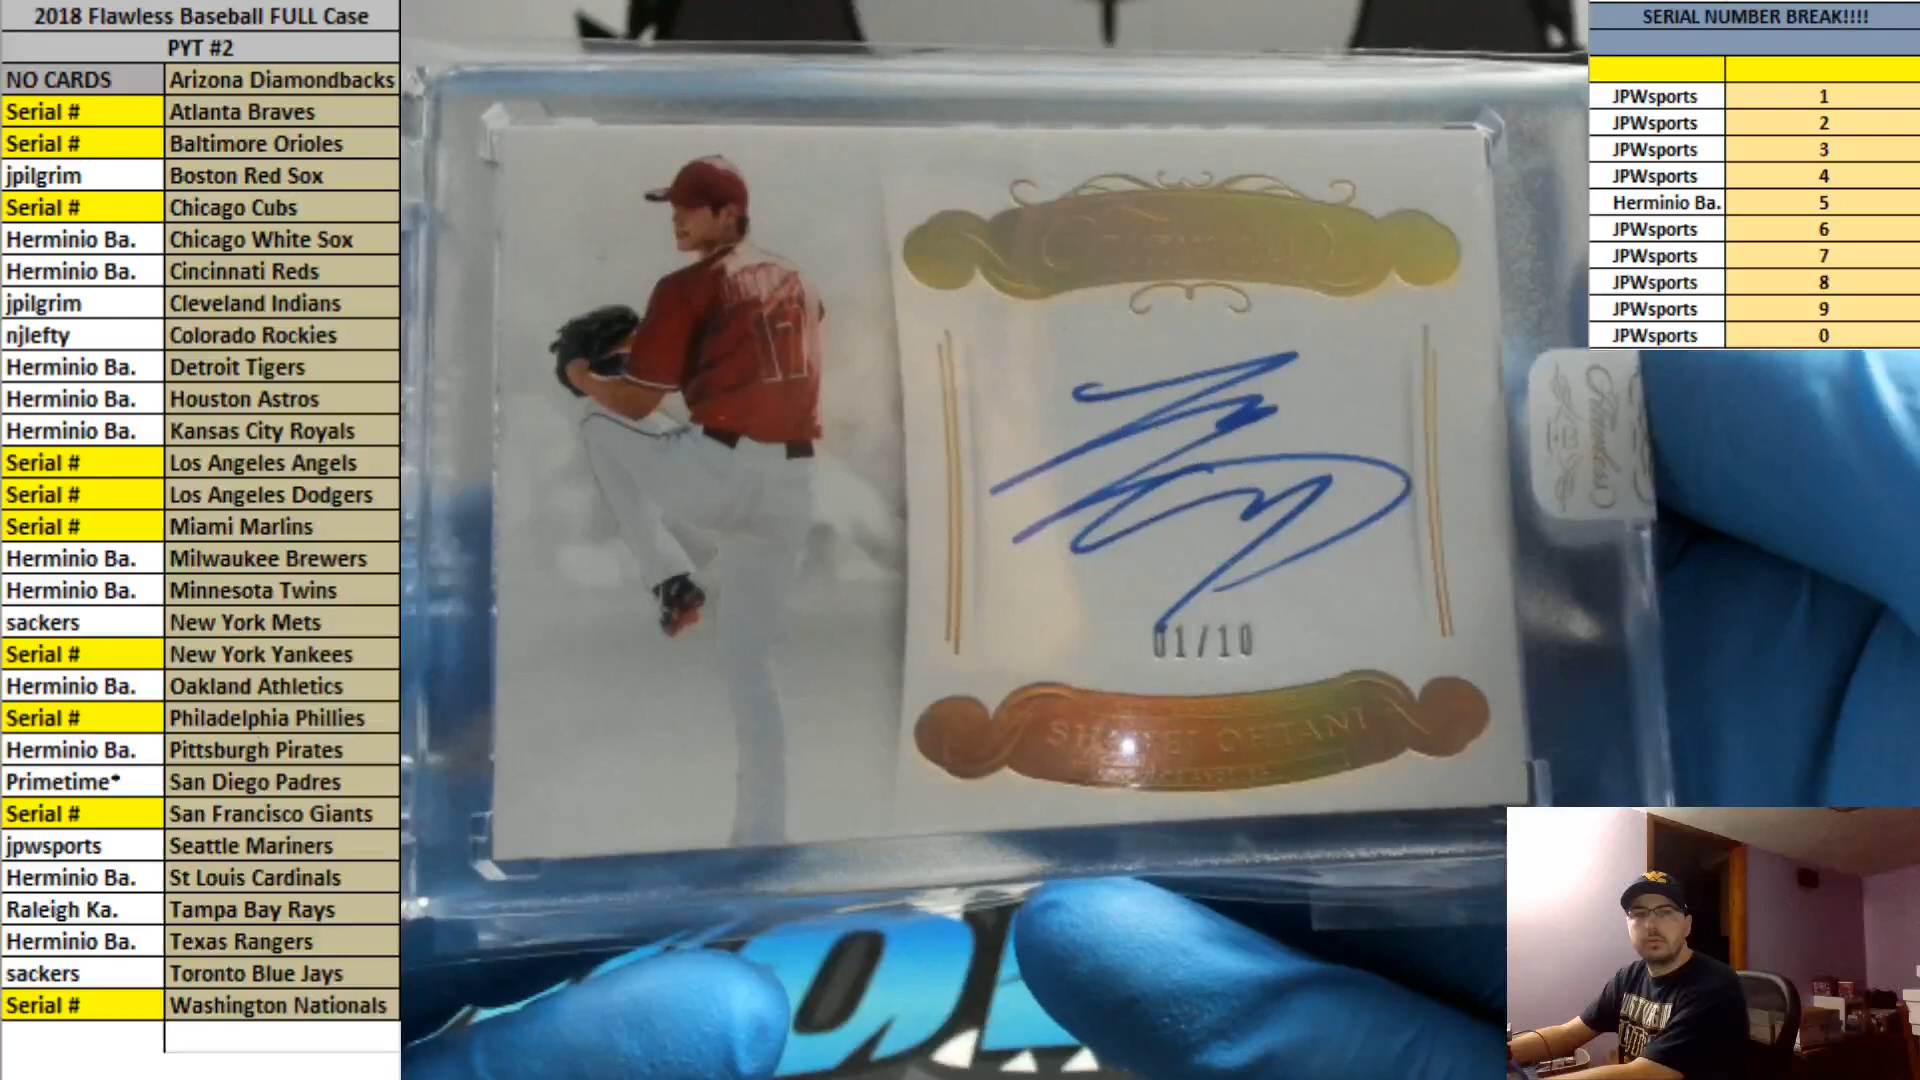 2018 Flawless Baseball FULL Case
PYT #2
NO CARDS Arizona Diamondbacks
Serial # Atlanta Braves
Serial # Baltimore Orioles
jpilgrim Boston Red Sox
Serial # Chicago Cubs
Herminio Ba. Chicago White Sox
Herminio Ba. Cincinnati Reds
jpilgrim Cleveland Indians
njlefty Colorado Rockies
Herminio Ba. Detroit Tigers
Herminio Ba. Houston Astros
Herminio Ba. Kansas City Royals
Serial # Los Angeles Angels
Serial # Los Angeles Dodgers
Serial # Miami Marlins
Herminio Ba. Milwaukee Brewers
Herminio Ba. Minnesota Twins
sackers New York Mets
Serial # New York Yankees
Herminio Ba. Oakland Athletics
Serial # Philadelphia Phillies
Herminio Ba. Pittsburgh Pirates
Primetime* San Diego Padres
Serial # San Francisco Giants
jpwsports Seattle Mariners
Herminio Ba. St Louis Cardinals
Raleigh Ka. Tampa Bay Rays
Herminio Ba. Texas Rangers
sackers Toronto Blue Jays
Serial # Washington Nationals
17
01/10
SHOHEI OHTANI
Flawless
SERIAL NUMBER BREAK!!!!
JPWsports 1
JPWsports 2
JPWsports 3
JPWsports 4
Herminio Ba. 5
JPWsports 6
JPWsports 7
JPWsports 8
JPWsports 9
JPWsports 0